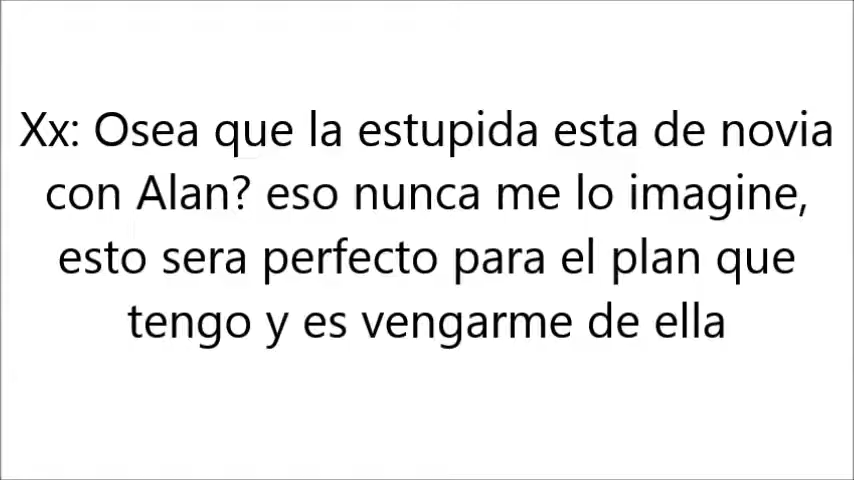 Xx: Osea que la estupida esta de novia
con Alan? eso nunca me lo imagine,
esto sera perfecto para el plan que
tengo y es vengarme de ella